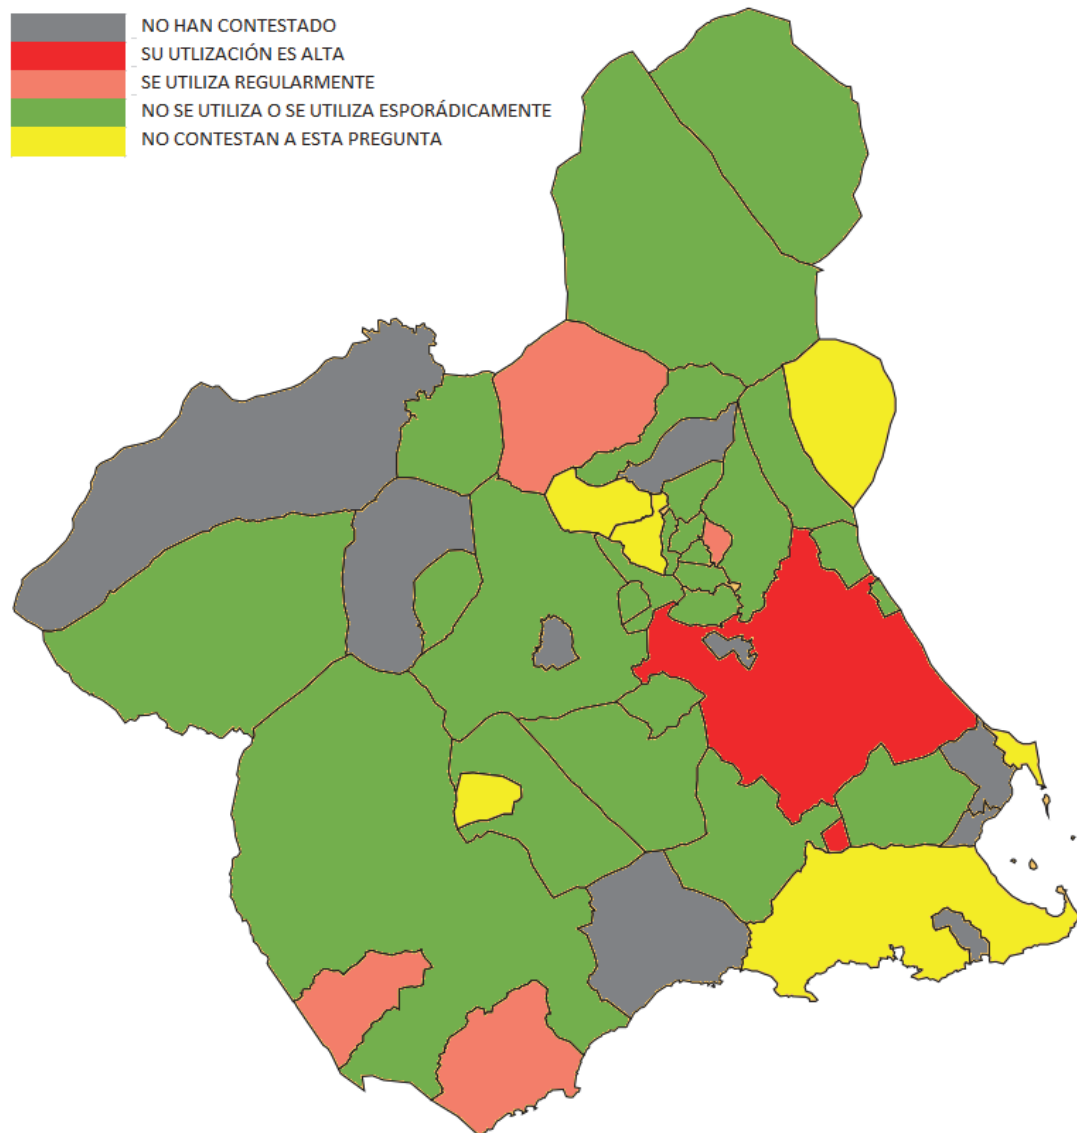 NO HAN CONTESTADO
SU UTLIZACIÓN ES ALTA
SE UTILIZA REGULARMENTE
NO SE UTILIZA O SE UTILIZA ESPORÁDICAMENTE
NO CONTESTAN A ESTA PREGUNTA